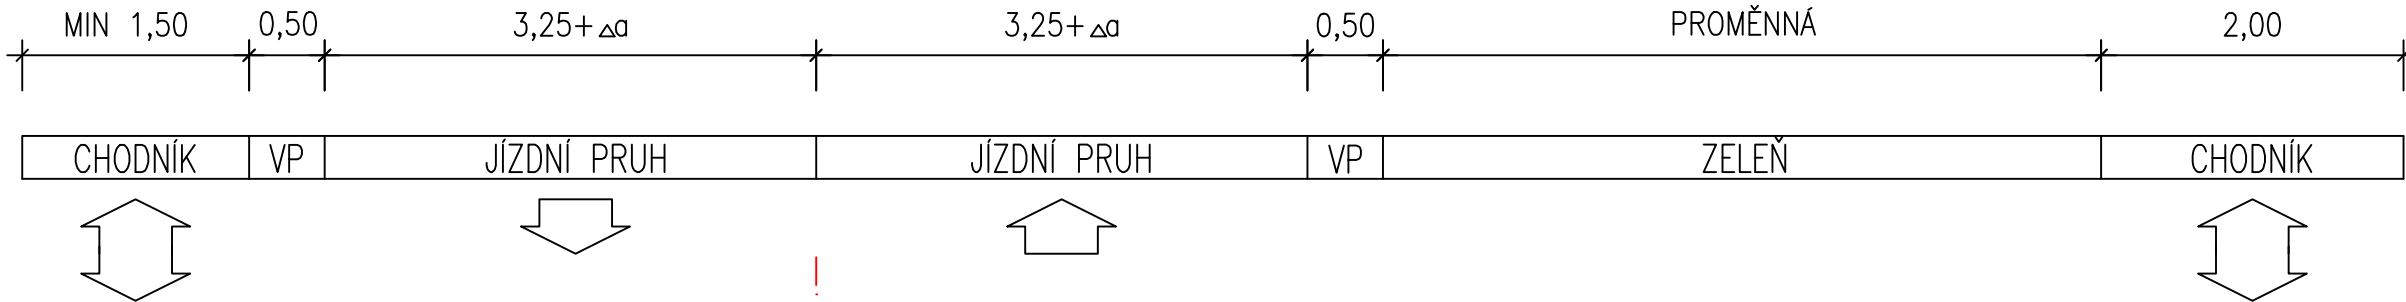 MIN 1,50 0,50 3,25+△a 3,25+△a 0,50 PROMĚNNÁ 2,00
CHODNÍK VP JÍZDNÍ PRUH JÍZDNÍ PRUH VP ZELEŇ CHODNÍK